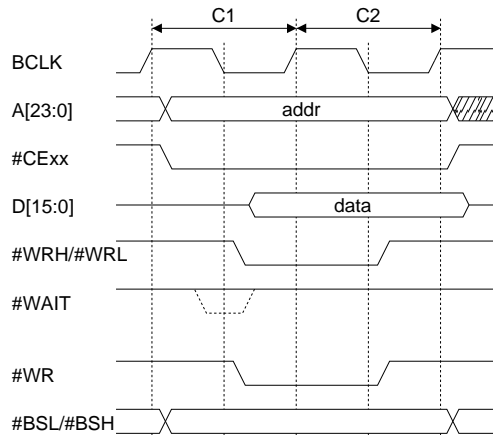 C1 C2
BCLK
A[23:0] addr
#CExx
D[15:0] data
#WRH/#WRL
#WAIT
#WR
#BSL/#BSH